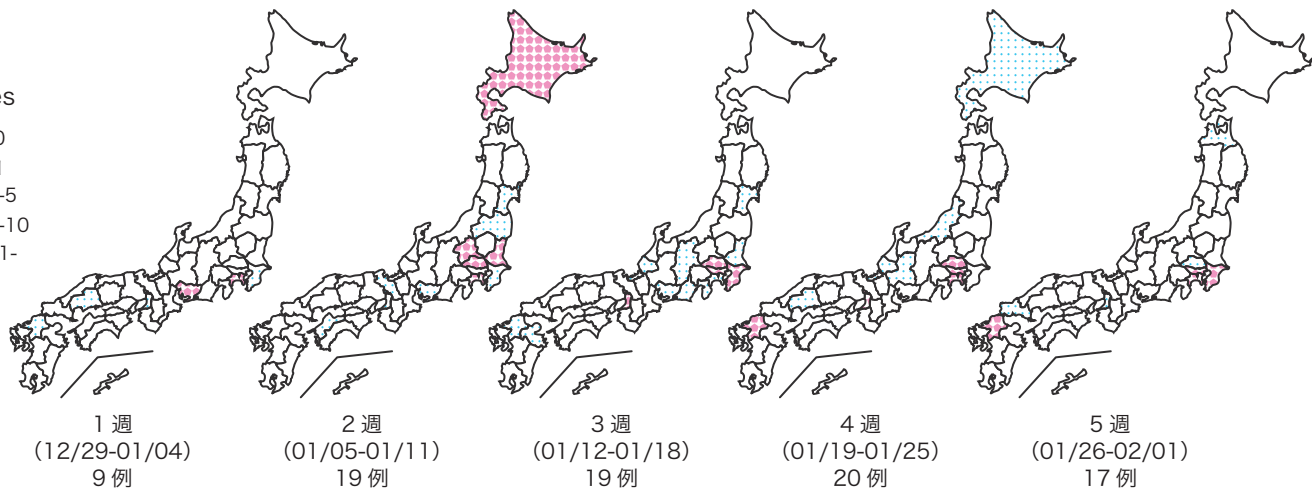 es
0
1
-5
-10
1-
1 週
(12/29-01/04)
9 例
2 週
(01/05-01/11)
19 例
3 週
(01/12-01/18)
19 例
4 週
(01/19-01/25)
20 例
5 週
(01/26-02/01)
17 例